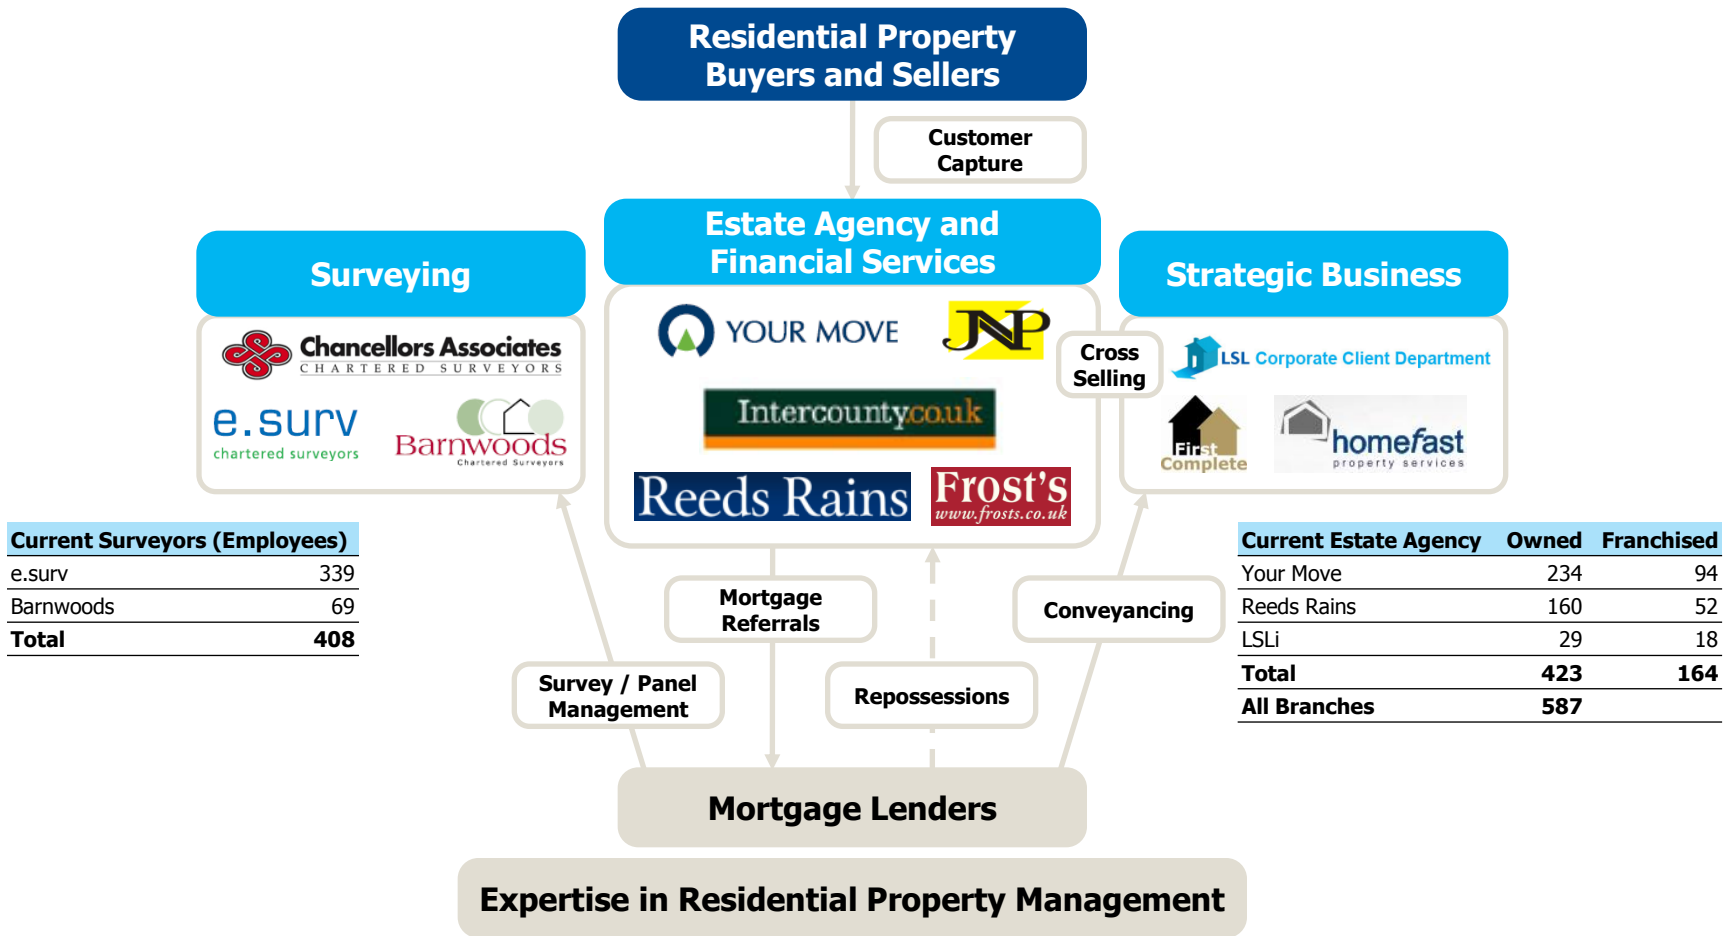 Residential Property
Buyers and Sellers
Customer
Capture
Estate Agency and
Financial Services
Surveying
Strategic Business
Chancellors Associates
CHARTERED SURVEYORS
e.surv
chartered surveyors
Barnwoods
Chartered Surveyors
YOUR MOVE
JNP
Intercounty.co.uk
Reeds Rains
Frost's
www.frosts.co.uk
Cross
Selling
LSL Corporate Client Department
First
Complete
homefast
property services
Current Surveyors (Employees)
e.surv 339
Barnwoods 69
Total 408
Mortgage
Referrals
Survey / Panel
Management
Repossessions
Conveyancing
Current Estate Agency Owned Franchised
Your Move 234 94
Reeds Rains 160 52
LSLi 29 18
Total 423 164
All Branches 587
Mortgage Lenders
Expertise in Residential Property Management